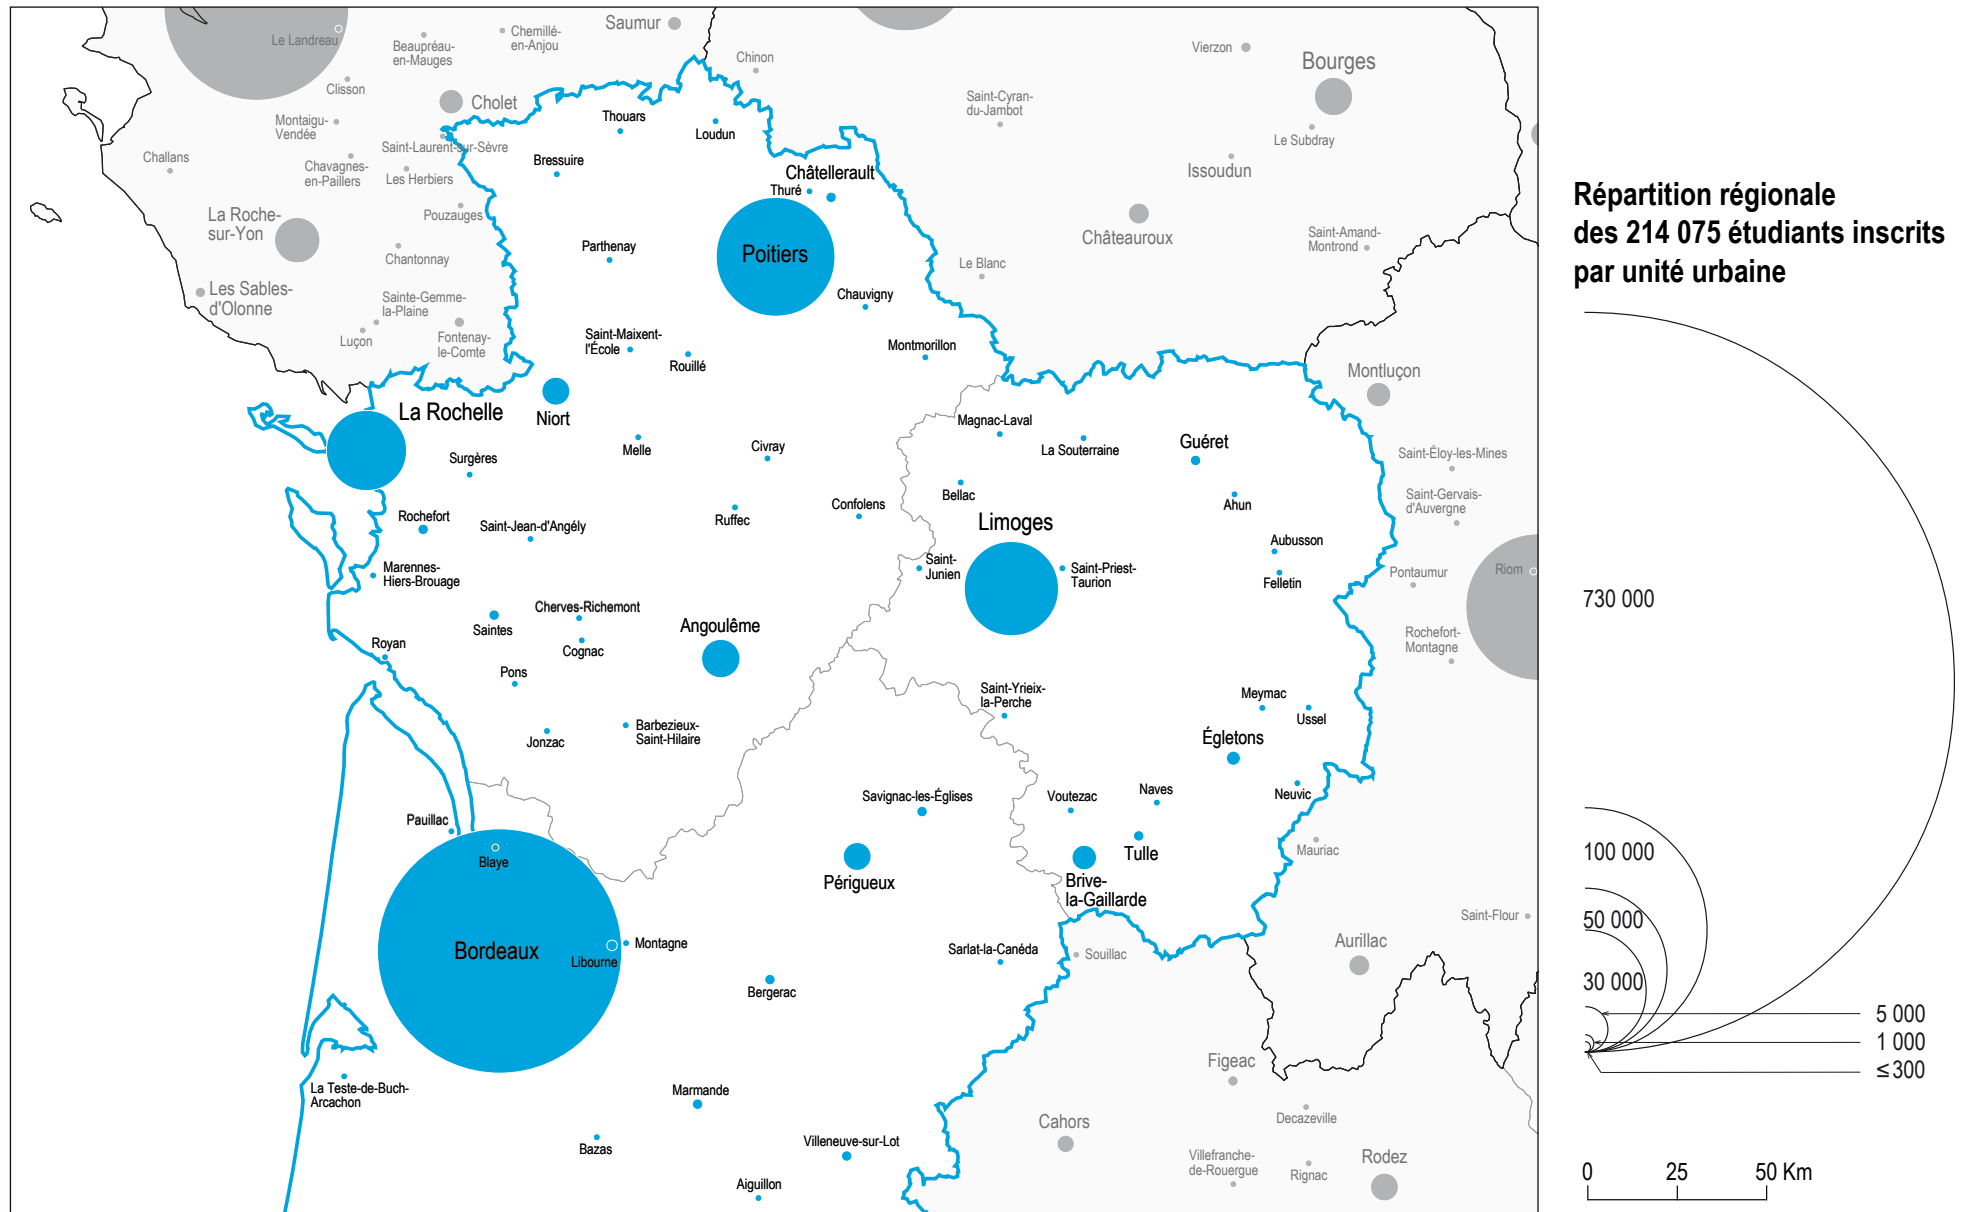 Le Landreau
Beaupréau-
en-Mauges
Chemillé-
en-Anjou
Saumur
Chinon
Vierzon
Bourges
Clisson
Cholet
Montaigu-
Vendée
Saint-Laurent-sur-Sèvre
Thouars
Loudun
Saint-Cyran-
du-Jambot
Le Subdray
Challans
Chavagnes-
en-Paillers
Les Herbiers
Bressuire
Châtellerault
Thuré
Issoudun
La Roche-
sur-Yon
Pouzauges
Parthenay
Poitiers
Châteauroux
Saint-Amand-
Montrond
Chantonnay
Le Blanc
Les Sables-
d'Olonne
Sainte-Gemme-
la-Plaine
Luçon
Fontenay-
le-Comte
Chauvigny
Saint-Maixent-
l'École
Rouillé
Montmorillon
Montluçon
La Rochelle
Niort
Magnac-Laval
La Souterraine
Guéret
Surgères
Melle
Civray
Saint-Éloy-les-Mines
Bellac
Ahun
Saint-Gervais-
d'Auvergne
Rochefort
Saint-Jean-d'Angély
Ruffec
Confolens
Limoges
Aubusson
Felletin
Marennes-
Hiers-Brouage
Saint-
Junien
Saint-Priest-
Taurion
Pontaumur
Riom
Saintes
Cherves-Richemont
Cognac
Angoulême
Rochefort-
Montagne
Royan
Pons
Saint-Yrieix-
la-Perche
Meymac
Ussel
Jonzac
Barbezieux-
Saint-Hilaire
Égletons
Savignac-les-Églises
Voutezac
Naves
Neuvic
Pauillac
Blaye
Périgueux
Tulle
Mauriac
Brive-
la-Gaillarde
Bordeaux
Libourne
Montagne
Sarlat-la-Canéda
Souillac
Saint-Flour
Aurillac
Bergerac
La Teste-de-Buch-
Arcachon
Marmande
Figeac
Decazeville
Cahors
Bazas
Villeneuve-sur-Lot
Villefranche-
de-Rouergue
Rignac
Rodez
Aiguillon
Répartition régionale
des 214 075 étudiants inscrits
par unité urbaine
730 000
100 000
50 000
30 000
5 000
1 000
≤ 300
0 25 50 Km